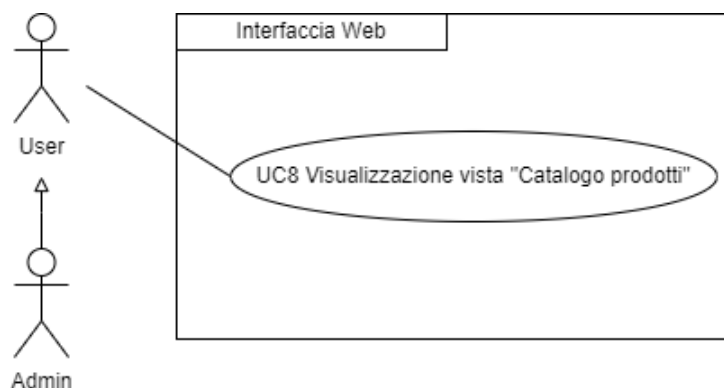 Interfaccia Web
User
UC8 Visualizzazione vista "Catalogo prodotti"
Admin